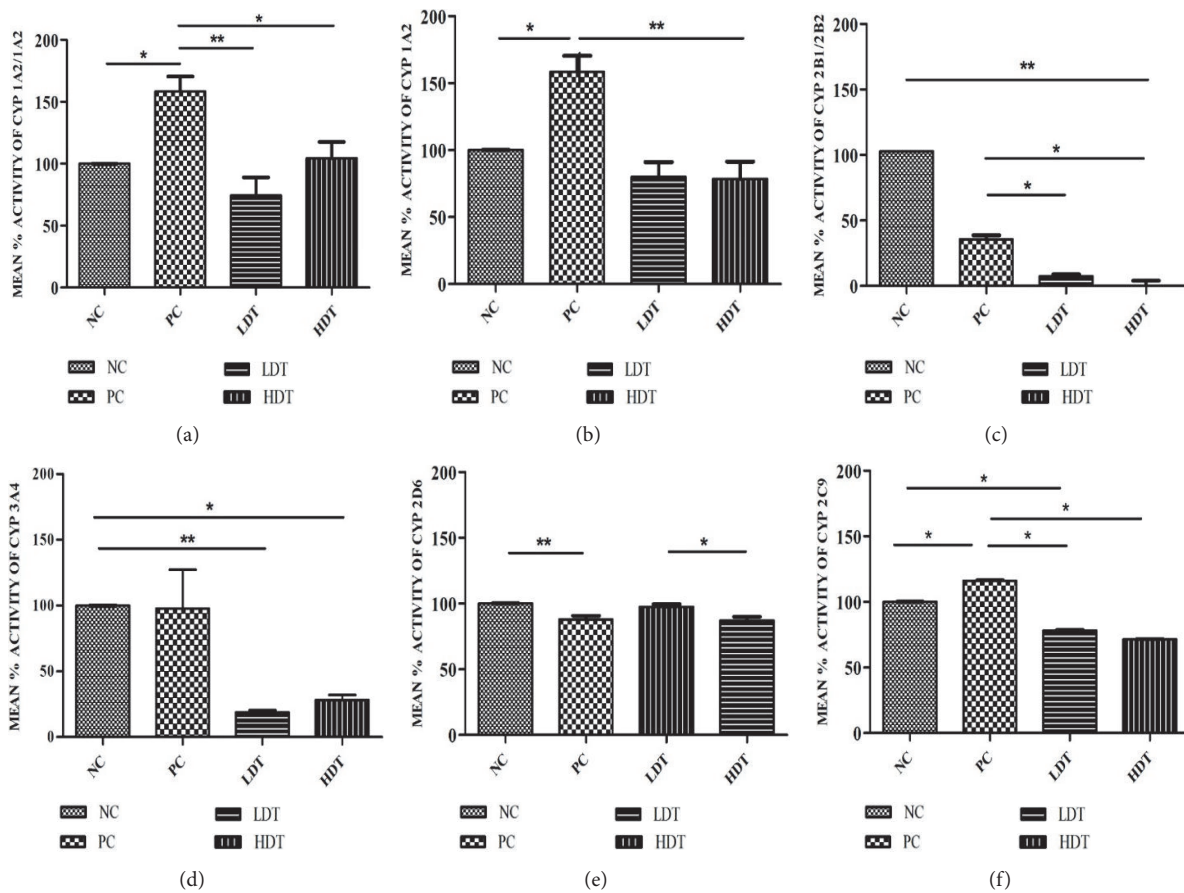 MEAN % ACTIVITY OF CYP 1A2/1A2
200
150
100
50
0
*
**
*
NC
PC
LDT
HDT
NC
LDT
PC
HDT
(a)
MEAN % ACTIVITY OF CYP 1A2
200
150
100
50
0
*
**
NC
PC
LDT
HDT
NC
LDT
PC
HDT
(b)
MEAN % ACTIVITY OF CYP 2B1/2B2
200
150
100
50
0
**
*
*
NC
PC
LDT
HDT
NC
LDT
PC
HDT
(c)
MEAN % ACTIVITY OF CYP 3A4
200
150
100
50
0
*
**
NC
PC
LDT
HDT
NC
LDT
PC
HDT
(d)
MEAN % ACTIVITY OF CYP 2D6
200
150
100
50
0
**
*
NC
PC
LDT
HDT
NC
LDT
PC
HDT
(e)
MEAN % ACTIVITY OF CYP 2C9
200
150
100
50
0
*
*
*
*
NC
PC
LDT
HDT
NC
LDT
PC
HDT
(f)